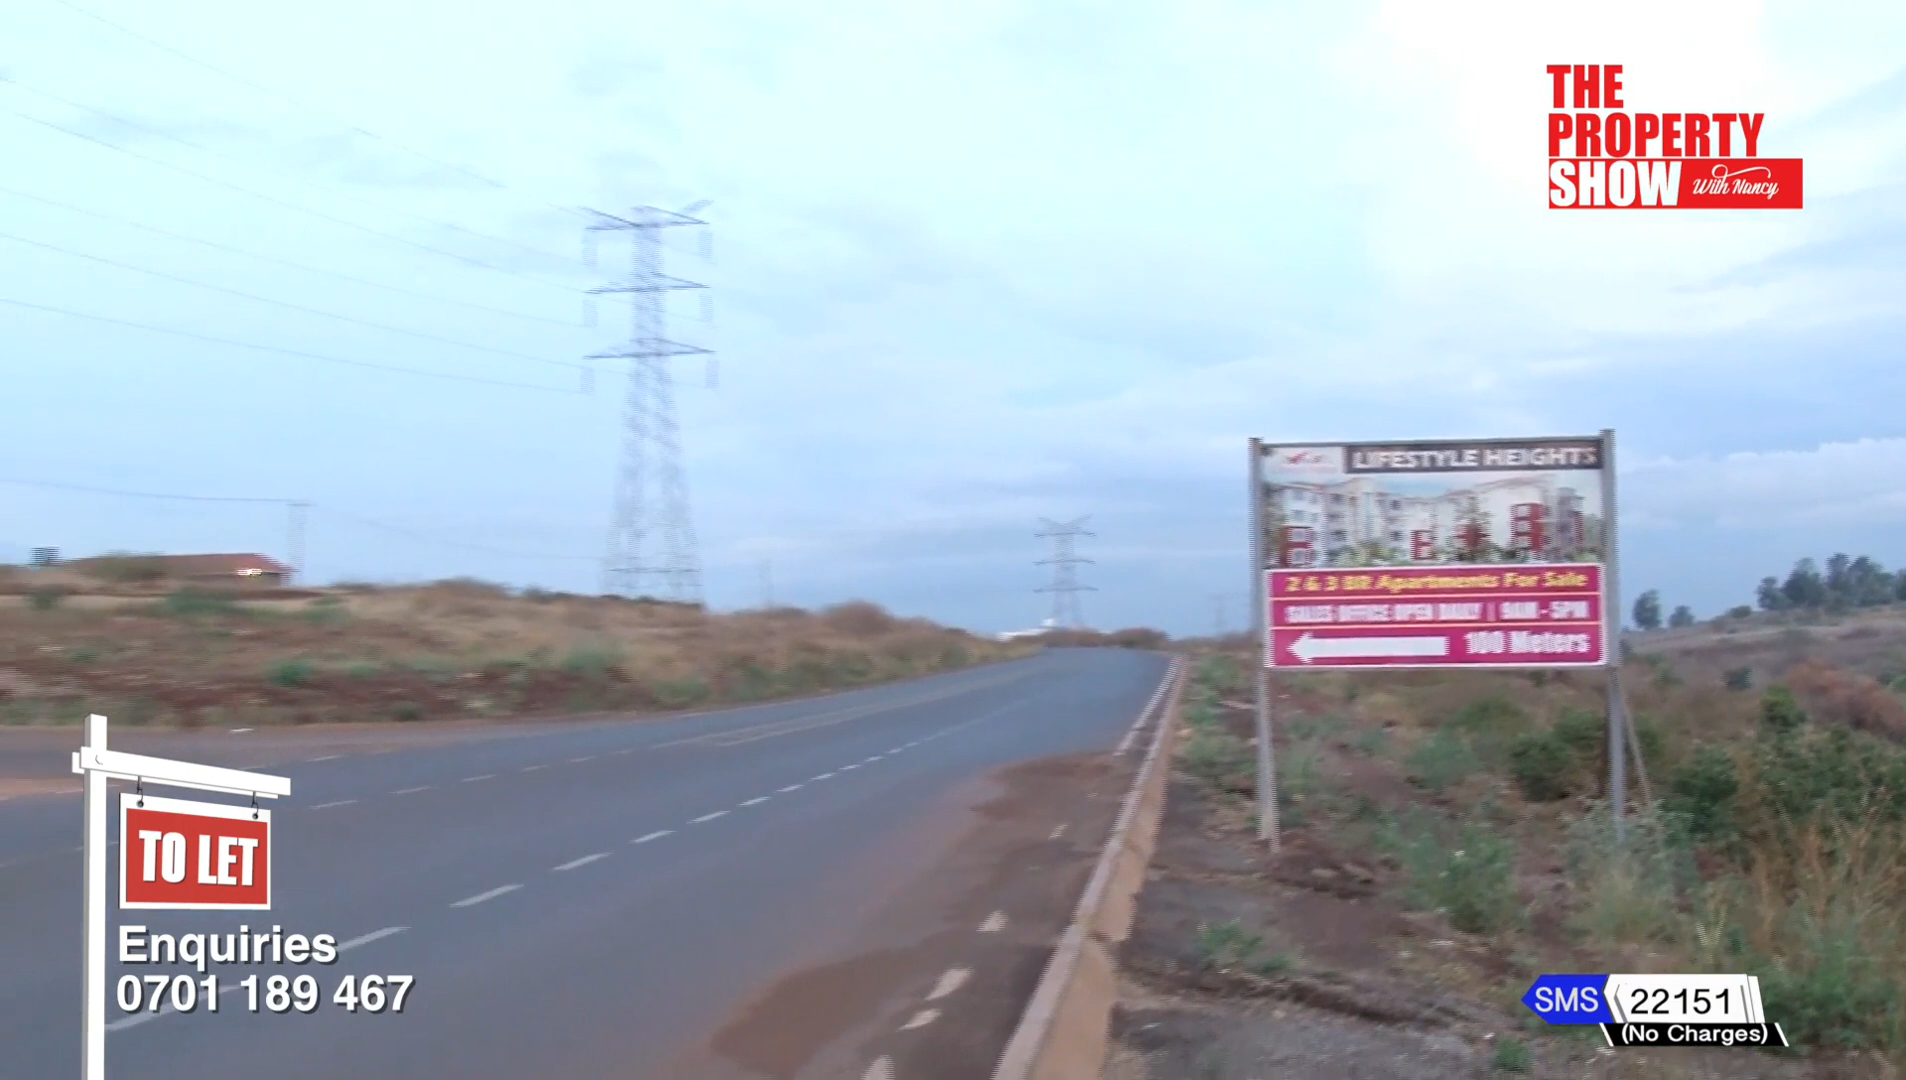 THE
PROPERTY
SHOW With Nancy
LIFESTYLE HEIGHTS
2 & 3 BR Apartments For Sale
SALES OFFICE OPEN DAILY | 9AM - 5PM
100 Meters
TO LET
Enquiries
0701 189 467
SMS 22151
(No Charges)